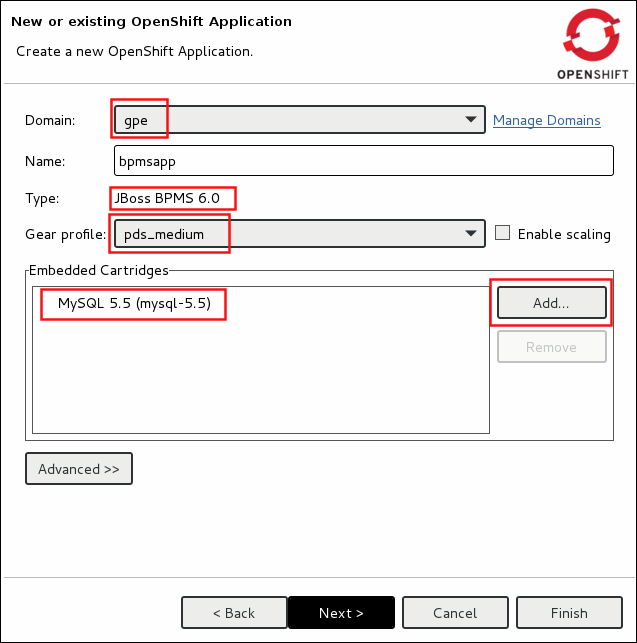 New or existing OpenShift Application
Create a new OpenShift Application.
OPENSHIFT
Domain: gpe Manage Domains
Name: bpmsapp
Type: JBoss BPMS 6.0
Gear profile: pds_medium Enable scaling
Embedded Cartridges
MySQL 5.5 (mysql-5.5) Add...
Remove
Advanced >>
< Back Next > Cancel Finish